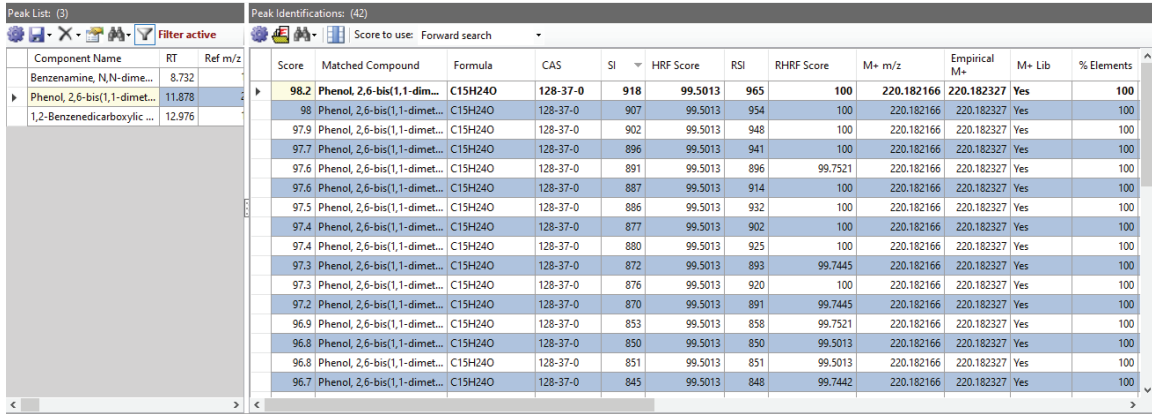 Peak List: (3)
Filter active
Component Name RT Ref m/z
Benzenamine, N,N-dime... 8.732
Phenol, 2,6-bis(1,1-dimet... 11.878
1,2-Benzenedicarboxylic ... 12.976
Peak Identifications: (42)
Score to use: Forward search
Score Matched Compound Formula CAS SI HRF Score RSI RHRF Score M+ m/z Empirical M+ M+ Lib % Elements
98.2 Phenol, 2,6-bis(1,1-dim... C15H24O 128-37-0 918 99.5013 965 100 220.182166 220.182327 Yes 100
98 Phenol, 2,6-bis(1,1-dimet... C15H24O 128-37-0 907 99.5013 954 100 220.182166 220.182327 Yes 100
97.9 Phenol, 2,6-bis(1,1-dimet... C15H24O 128-37-0 902 99.5013 948 100 220.182166 220.182327 Yes 100
97.7 Phenol, 2,6-bis(1,1-dimet... C15H24O 128-37-0 896 99.5013 941 100 220.182166 220.182327 Yes 100
97.6 Phenol, 2,6-bis(1,1-dimet... C15H24O 128-37-0 891 99.5013 896 99.7521 220.182166 220.182327 Yes 100
97.6 Phenol, 2,6-bis(1,1-dimet... C15H24O 128-37-0 887 99.5013 914 100 220.182166 220.182327 Yes 100
97.5 Phenol, 2,6-bis(1,1-dimet... C15H24O 128-37-0 886 99.5013 932 100 220.182166 220.182327 Yes 100
97.4 Phenol, 2,6-bis(1,1-dimet... C15H24O 128-37-0 877 99.5013 902 100 220.182166 220.182327 Yes 100
97.4 Phenol, 2,6-bis(1,1-dimet... C15H24O 128-37-0 880 99.5013 925 100 220.182166 220.182327 Yes 100
97.3 Phenol, 2,6-bis(1,1-dimet... C15H24O 128-37-0 872 99.5013 893 99.7445 220.182166 220.182327 Yes 100
97.3 Phenol, 2,6-bis(1,1-dimet... C15H24O 128-37-0 876 99.5013 920 100 220.182166 220.182327 Yes 100
97.2 Phenol, 2,6-bis(1,1-dimet... C15H24O 128-37-0 870 99.5013 891 99.7445 220.182166 220.182327 Yes 100
96.9 Phenol, 2,6-bis(1,1-dimet... C15H24O 128-37-0 853 99.5013 858 99.7521 220.182166 220.182327 Yes 100
96.8 Phenol, 2,6-bis(1,1-dimet... C15H24O 128-37-0 850 99.5013 850 99.5013 220.182166 220.182327 Yes 100
96.8 Phenol, 2,6-bis(1,1-dimet... C15H24O 128-37-0 851 99.5013 851 99.5013 220.182166 220.182327 Yes 100
96.7 Phenol, 2,6-bis(1,1-dimet... C15H24O 128-37-0 845 99.5013 848 99.7442 220.182166 220.182327 Yes 100